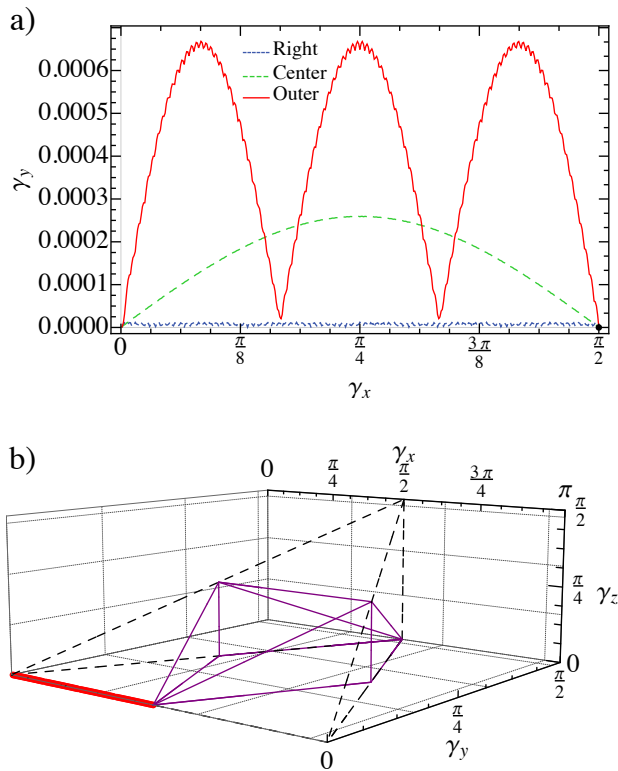 a)
0.0006
0.0005
0.0004
0.0003
0.0002
0.0001
0.0000
γy
Right
Center
Outer
0 π/8 π/4 3π/8 π/2
γx
b)
γx
0 π/4 π/2 3π/4 π
π/2
π/4
0
γz
0 π/4 π/2
γy